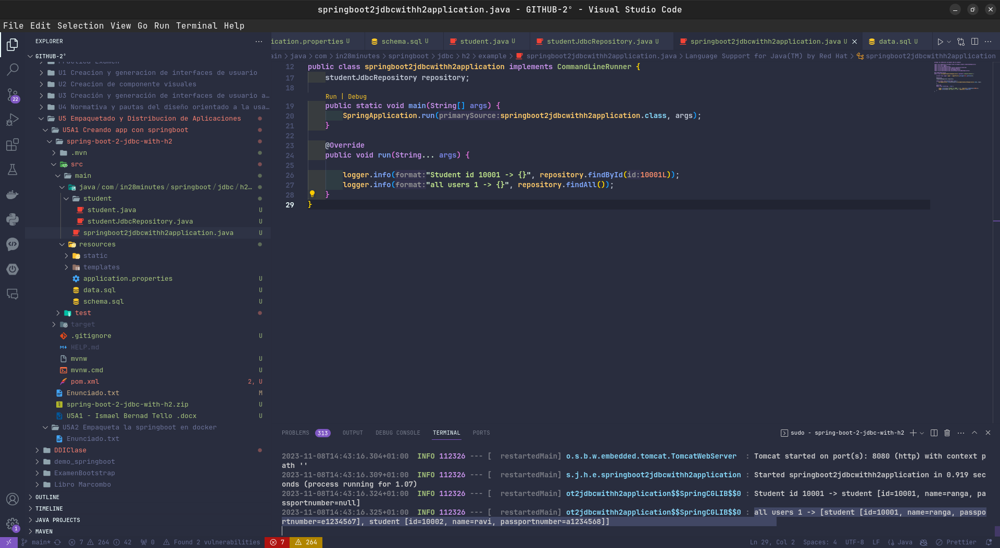 springboot2jdbcwithh2application.java - GITHUB-2° - Visual Studio Code
File Edit Selection View Go Run Terminal Help
EXPLORER
GITHUB-2°
Practica Examen
U1 Creacion y generacion de interfaces de usuario
U2 Creacion de componente visuales
U3 Creación y generación de interfaces de usuario a…
U4 Normativa y pautas del diseño orientado a la usa…
U5 Empaquetado y Distribucion de Aplicaciones
U5A1 Creando app con springboot
spring-boot-2-jdbc-with-h2
.mvn
src
main
java/com/in28minutes/springboot/jdbc/h2…
student
student.java U
studentJdbcRepository.java U
springboot2jdbcwithh2application.java U
resources
static
templates
application.properties U
data.sql U
schema.sql U
test
target
.gitignore U
HELP.md
mvnw U
mvnw.cmd U
pom.xml 2, U
Enunciado.txt M
spring-boot-2-jdbc-with-h2.zip U
U5A1 - Ismael Bernad Tello .docx U
U5A2 Empaqueta la springboot en docker
Enunciado.txt
DDIClase
demo_springboot
ExamenBootstrap
Libro Marcombo
OUTLINE
TIMELINE
JAVA PROJECTS
MAVEN
22
1
ication.properties U schema.sql U student.java U studentJdbcRepository.java U springboot2jdbcwithh2application.java U data.sql U
ain > java > com > in28minutes > springboot > jdbc > h2 > example > springboot2jdbcwithh2application.java > Language Support for Java(TM) by Red Hat > springboot2jdbcwithh2application
12 public class springboot2jdbcwithh2application implements CommandLineRunner {
17 studentJdbcRepository repository;
18
Run | Debug
19 public static void main(String[] args) {
20 SpringApplication.run(primarySource:springboot2jdbcwithh2application.class, args);
21 }
22
23 @Override
24 public void run(String... args) {
25
26 logger.info(format:"Student id 10001 -> {}", repository.findById(id:10001L));
27 logger.info(format:"all users 1 -> {}", repository.findAll());
28 }
29 }
PROBLEMS 313 OUTPUT DEBUG CONSOLE TERMINAL PORTS
sudo - spring-boot-2-jdbc-with-h2
2023-11-08T14:43:16.304+01:00 INFO 112326 --- [ restartedMain] o.s.b.w.embedded.tomcat.TomcatWebServer : Tomcat started on port(s): 8080 (http) with context p
ath ''
2023-11-08T14:43:16.309+01:00 INFO 112326 --- [ restartedMain] s.j.h.e.springboot2jdbcwithh2application : Started springboot2jdbcwithh2application in 0.919 sec
onds (process running for 1.07)
2023-11-08T14:43:16.324+01:00 INFO 112326 --- [ restartedMain] ot2jdbcwithh2application$$SpringCGLIB$$0 : Student id 10001 -> student [id=10001, name=ranga, pa
ssportnumber=null]
2023-11-08T14:43:16.325+01:00 INFO 112326 --- [ restartedMain] ot2jdbcwithh2application$$SpringCGLIB$$0 : all users 1 -> [student [id=10001, name=ranga, passpo
rtnumber=e1234567], student [id=10002, name=ravi, passportnumber=a1234568]]
main* 7 264 42 0 Found 2 vulnerabilities 7 264 Ln 29, Col 2 Spaces: 4 UTF-8 LF Java Prettier